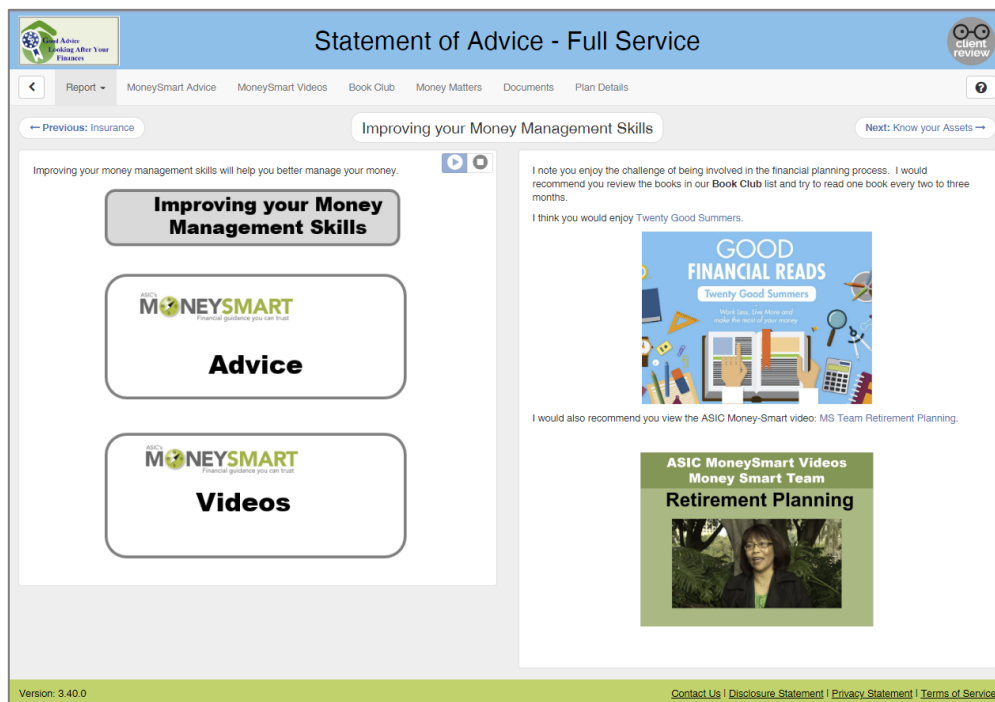 Good Advice
Looking After Your
Finances
Statement of Advice - Full Service
client
review
Report
MoneySmart Advice
MoneySmart Videos
Book Club
Money Matters
Documents
Plan Details
← Previous: Insurance
Improving your Money Management Skills
Next: Know your Assets →
Improving your money management skills will help you better manage your money.
Improving your Money
Management Skills
ASIC's
MONEYSMART
Financial guidance you can trust
Advice
ASIC's
MONEYSMART
Financial guidance you can trust
Videos
I note you enjoy the challenge of being involved in the financial planning process. I would
recommend you review the books in our Book Club list and try to read one book every two to three
months.
I think you would enjoy Twenty Good Summers.
GOOD
FINANCIAL READS
Twenty Good Summers
Work Less, Live More and
make the most of your money
I would also recommend you view the ASIC Money-Smart video: MS Team Retirement Planning.
ASIC MoneySmart Videos
Money Smart Team
Retirement Planning
Version: 3.40.0
Contact Us | Disclosure Statement | Privacy Statement | Terms of Service